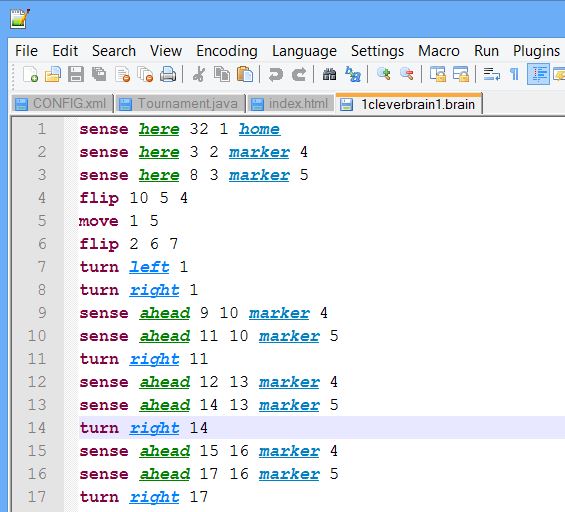 File Edit Search View Encoding Language Settings Macro Run Plugins
CONFIG.xml Tournament.java index.html 1cleverbrain1.brain
1 sense here 32 1 home
2 sense here 3 2 marker 4
3 sense here 8 3 marker 5
4 flip 10 5 4
5 move 1 5
6 flip 2 6 7
7 turn left 1
8 turn right 1
9 sense ahead 9 10 marker 4
10 sense ahead 11 10 marker 5
11 turn right 11
12 sense ahead 12 13 marker 4
13 sense ahead 14 13 marker 5
14 turn right 14
15 sense ahead 15 16 marker 4
16 sense ahead 17 16 marker 5
17 turn right 17